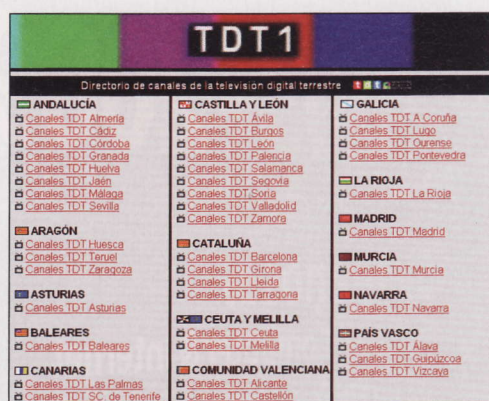 TDT1
Directorio de canales de la televisión digital terrestre
ANDALUCÍA
Canales TDT Almería
Canales TDT Cádiz
Canales TDT Córdoba
Canales TDT Granada
Canales TDT Huelva
Canales TDT Jaén
Canales TDT Málaga
Canales TDT Sevilla
ARAGÓN
Canales TDT Huesca
Canales TDT Teruel
Canales TDT Zaragoza
ASTURIAS
Canales TDT Asturias
BALEARES
Canales TDT Baleares
CANARIAS
Canales TDT Las Palmas
Canales TDT SC. de Tenerife
CASTILLA Y LEÓN
Canales TDT Ávila
Canales TDT Burgos
Canales TDT León
Canales TDT Palencia
Canales TDT Salamanca
Canales TDT Segovia
Canales TDT Soria
Canales TDT Valladolid
Canales TDT Zamora
CATALUÑA
Canales TDT Barcelona
Canales TDT Girona
Canales TDT Lleida
Canales TDT Tarragona
CEUTA Y MELILLA
Canales TDT Ceuta
Canales TDT Melilla
COMUNIDAD VALENCIANA
Canales TDT Alicante
Canales TDT Castellón
GALICIA
Canales TDT A Coruña
Canales TDT Lugo
Canales TDT Ourense
Canales TDT Pontevedra
LA RIOJA
Canales TDT La Rioja
MADRID
Canales TDT Madrid
MURCIA
Canales TDT Murcia
NAVARRA
Canales TDT Navarra
PAÍS VASCO
Canales TDT Álava
Canales TDT Guipúzcoa
Canales TDT Vizcaya